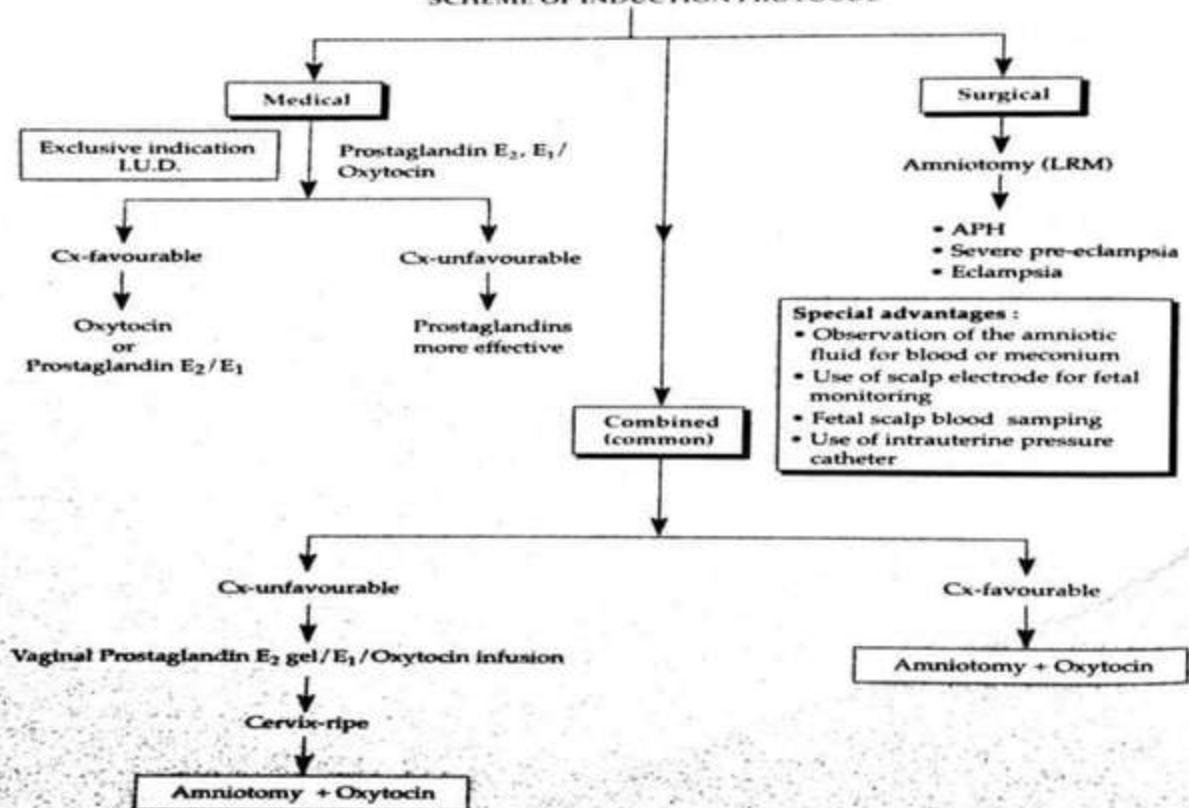 Medical
Surgical
Exclusive indication
I.U.D.
Prostaglandin E₂, E₁/
Oxytocin
Amniotomy (LRM)
• APH
• Severe pre-eclampsia
• Eclampsia
Cx-favourable
Cx-unfavourable
Oxytocin
or
Prostaglandin E₂/E₁
Prostaglandins
more effective
Special advantages :
• Observation of the amniotic
fluid for blood or meconium
• Use of scalp electrode for fetal
monitoring
• Fetal scalp blood samping
• Use of intrauterine pressure
catheter
Combined
(common)
Cx-unfavourable
Cx-favourable
Vaginal Prostaglandin E₂ gel/E₁/Oxytocin infusion
Amniotomy + Oxytocin
Cervix-ripe
Amniotomy + Oxytocin